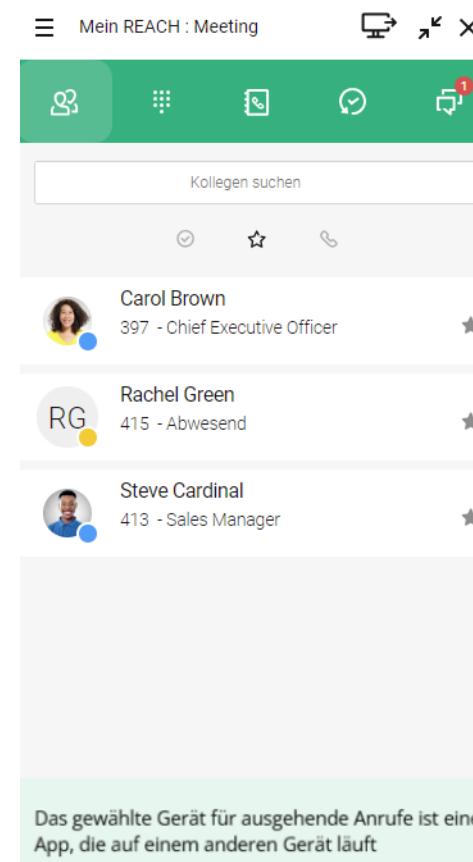 Mein REACH : Meeting
1
Kollegen suchen
Carol Brown
397 - Chief Executive Officer
RG
Rachel Green
415 - Abwesend
Steve Cardinal
413 - Sales Manager
Das gewählte Gerät für ausgehende Anrufe ist eine
App, die auf einem anderen Gerät läuft